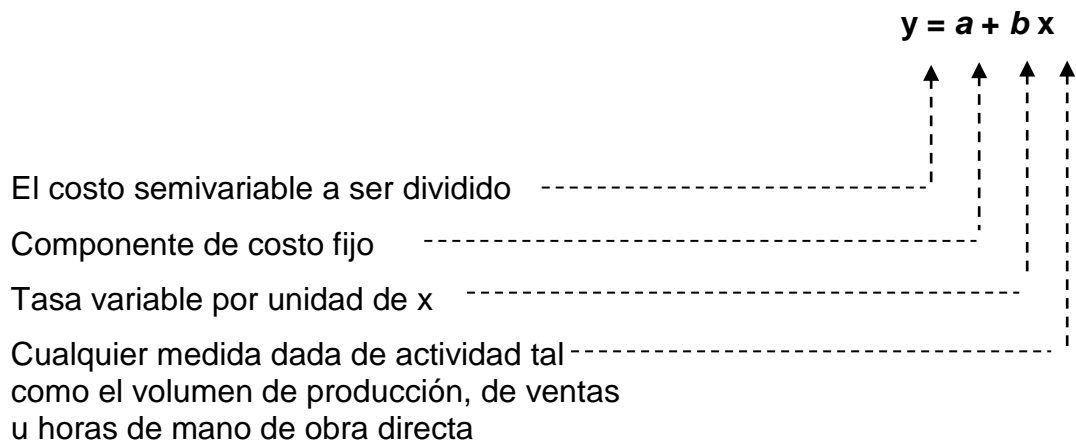 y = a + b x
El costo semivariable a ser dividido
Componente de costo fijo
Tasa variable por unidad de x
Cualquier medida dada de actividad tal
como el volumen de producción, de ventas
u horas de mano de obra directa